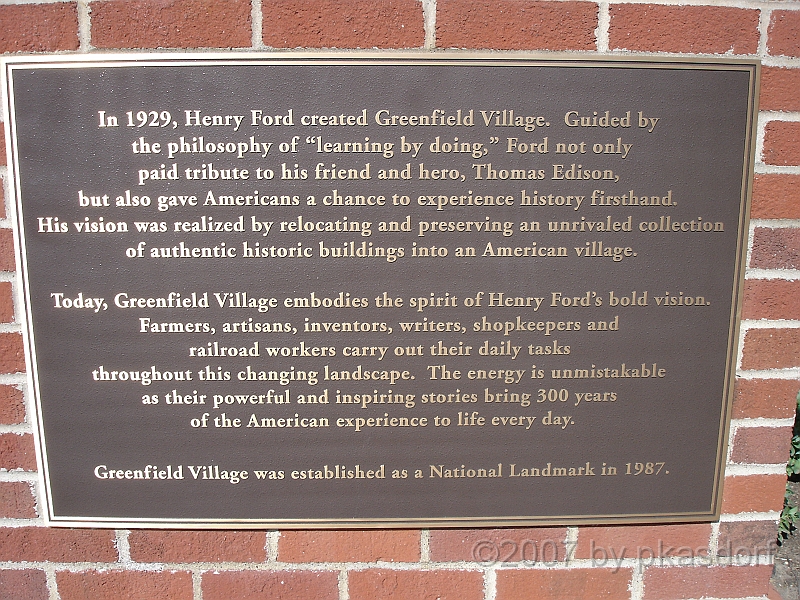 In 1929, Henry Ford created Greenfield Village. Guided by
the philosophy of “learning by doing,” Ford not only
paid tribute to his friend and hero, Thomas Edison,
but also gave Americans a chance to experience history firsthand.
His vision was realized by relocating and preserving an unrivaled collection
of authentic historic buildings into an American village.
Today, Greenfield Village embodies the spirit of Henry Ford’s bold vision.
Farmers, artisans, inventors, writers, shopkeepers and
railroad workers carry out their daily tasks
throughout this changing landscape. The energy is unmistakable
as their powerful and inspiring stories bring 300 years
of the American experience to life every day.
Greenfield Village was established as a National Landmark in 1987.
©2007 by pkasdorf